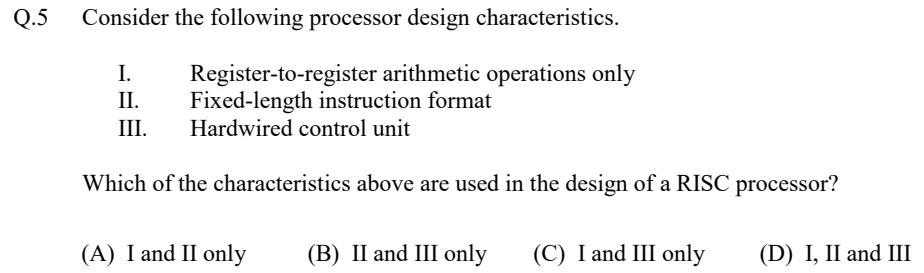 Q.5 Consider the following processor design characteristics.
I. Register-to-register arithmetic operations only
II. Fixed-length instruction format
III. Hardwired control unit
Which of the characteristics above are used in the design of a RISC processor?
(A) I and II only (B) II and III only (C) I and III only (D) I, II and III